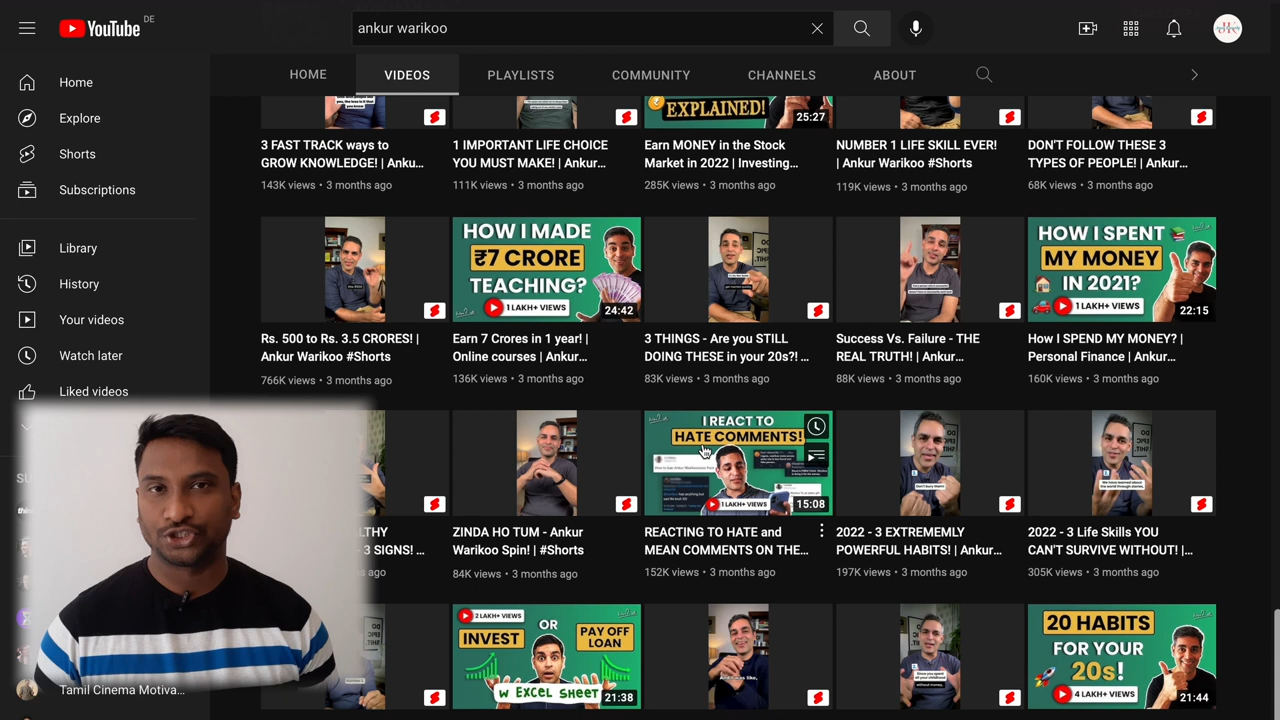 YouTube DE
ankur warikoo
HOME VIDEOS PLAYLISTS COMMUNITY CHANNELS ABOUT
Home
Explore
Shorts
Subscriptions
Library
History
Your videos
Watch later
Liked videos
Tamil Cinema Motiva...
EXPLAINED!
25:27
3 FAST TRACK ways to
GROW KNOWLEDGE! | Anku...
143K views • 3 months ago
1 IMPORTANT LIFE CHOICE
YOU MUST MAKE! | Ankur...
111K views • 3 months ago
Earn MONEY in the Stock
Market in 2022 | Investing...
285K views • 3 months ago
NUMBER 1 LIFE SKILL EVER!
| Ankur Warikoo #Shorts
119K views • 3 months ago
DON'T FOLLOW THESE 3
TYPES OF PEOPLE! | Ankur...
68K views • 3 months ago
Rs. 500 to Rs. 3.5 CRORES! |
Ankur Warikoo #Shorts
766K views • 3 months ago
HOW I MADE
₹7 CRORE
TEACHING?
1 LAKH+ VIEWS
24:42
Earn 7 Crores in 1 year! |
Online courses | Ankur...
136K views • 3 months ago
3 THINGS - Are you STILL
DOING THESE in your 20s?! ...
83K views • 3 months ago
Success Vs. Failure - THE
REAL TRUTH! | Ankur...
88K views • 3 months ago
HOW I SPENT
MY MONEY
IN 2021?
1 LAKH+ VIEWS
22:15
How I SPEND MY MONEY? |
Personal Finance | Ankur...
160K views • 3 months ago
LTHY
3 SIGNS! ...
ths ago
ZINDA HO TUM - Ankur
Warikoo Spin! | #Shorts
84K views • 3 months ago
I REACT TO
HATE COMMENTS!
1 LAKH+ VIEWS
15:08
REACTING TO HATE and
MEAN COMMENTS ON THE...
152K views • 3 months ago
2022 - 3 EXTREMEMLY
POWERFUL HABITS! | Ankur...
197K views • 3 months ago
2022 - 3 Life Skills YOU
CAN'T SURVIVE WITHOUT! |...
305K views • 3 months ago
2 LAKH+ VIEWS
INVEST OR PAY OFF
LOAN
W EXCEL SHEET
21:38
20 HABITS
FOR YOUR
20s!
4 LAKH+ VIEWS
21:44